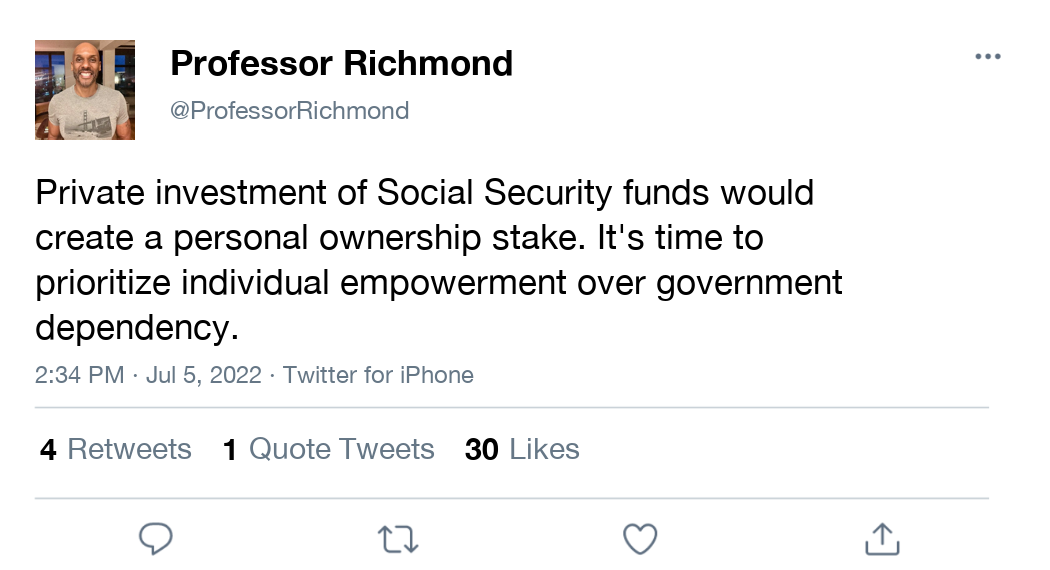 Professor Richmond
@ProfessorRichmond
Private investment of Social Security funds would
create a personal ownership stake. It's time to
prioritize individual empowerment over government
dependency.
2:34 PM · Jul 5, 2022 · Twitter for iPhone
4 Retweets 1 Quote Tweets 30 Likes